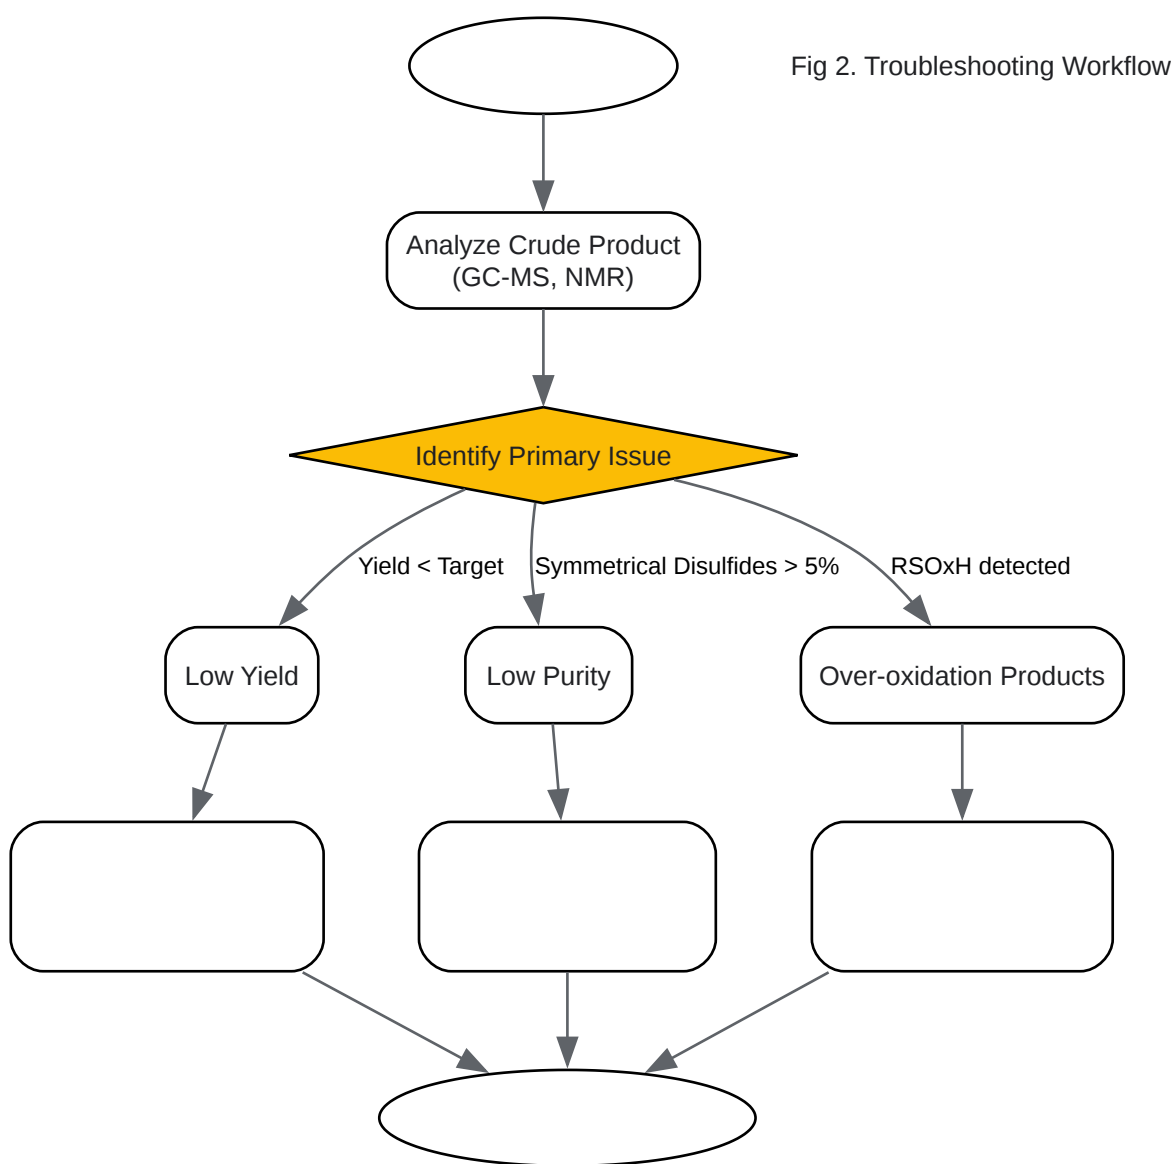 Fig 2. Troubleshooting Workflow
Analyze Crude Product
(GC-MS, NMR)
Identify Primary Issue
Yield < Target
Symmetrical Disulfides > 5%
RSOxH detected
Low Yield
Low Purity
Over-oxidation Products